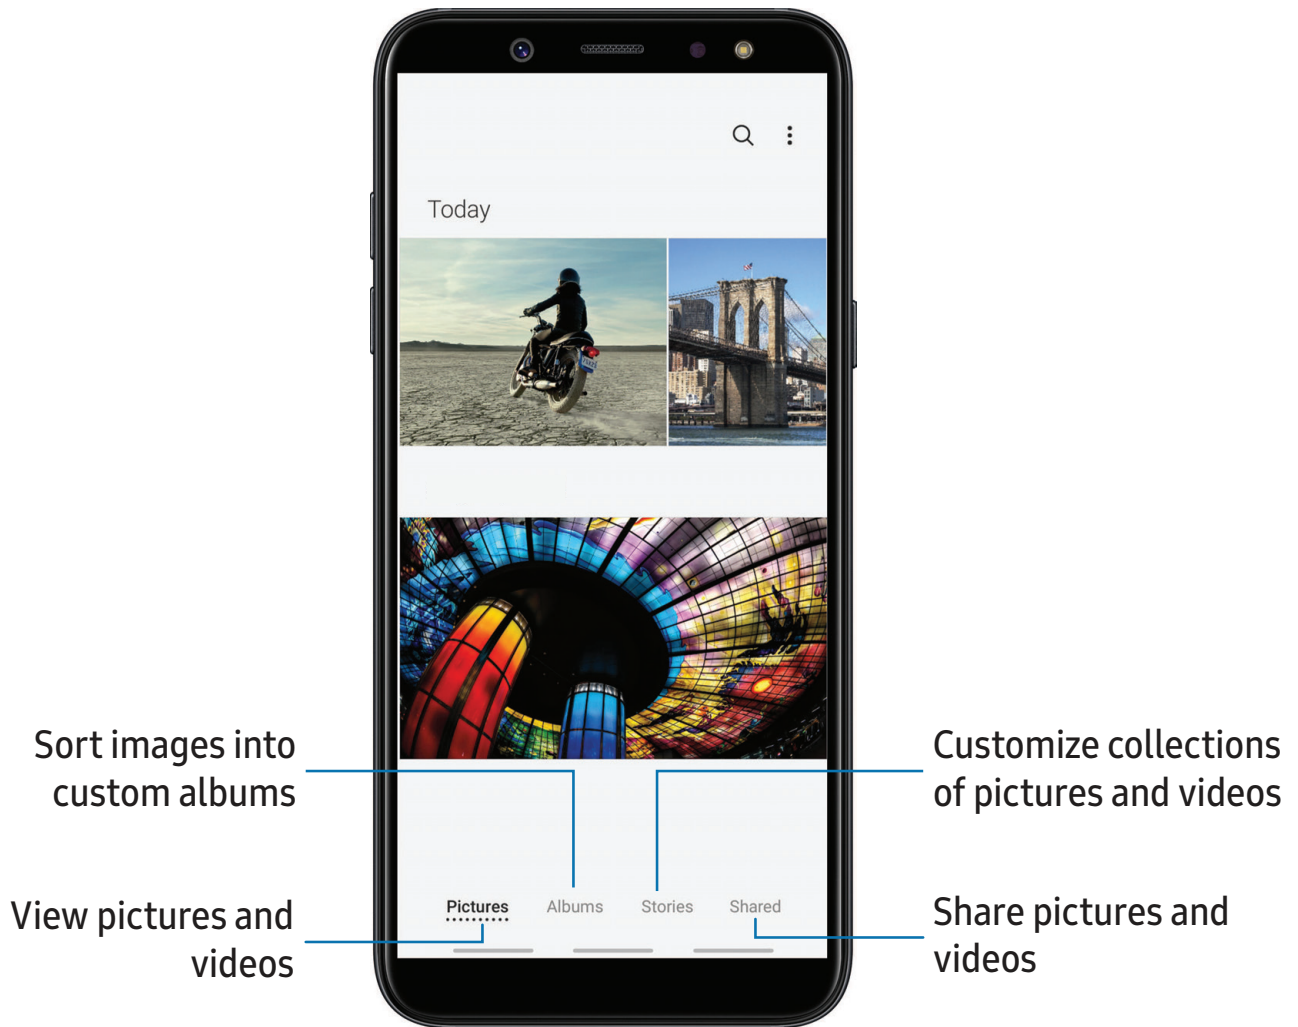 Today
Sort images into
custom albums
Customize collections
of pictures and videos
Pictures
Albums
Stories
Shared
View pictures and
videos
Share pictures and
videos